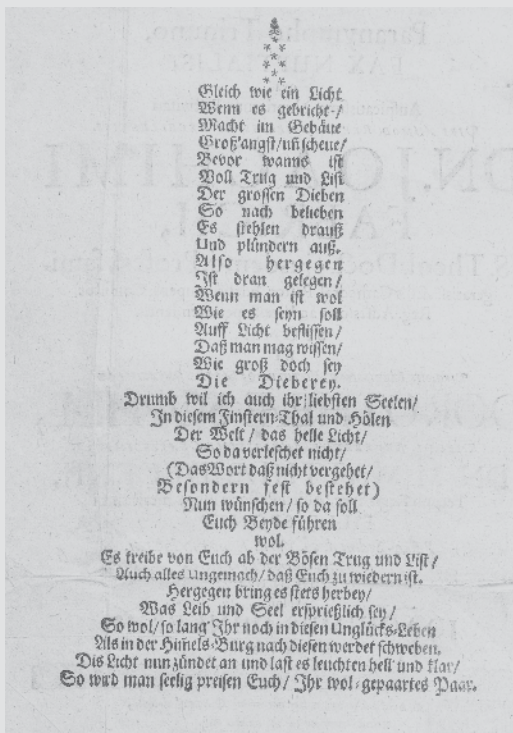 Gleich wie ein Licht
Wenn es gebricht /
Macht im Gebäue
Groß' angst / uñ scheue /
Bevor wanns ist
Voll Trug und List
Der grossen Dieben
So nach belieben
Es stehlen drauß
Und plündern auß.
Also hergegen
Ist dran gelegen /
Wenn man ist wol
Wie es seyn soll
Auff Licht beflissen /
Daß man mag wissen /
Wie groß doch sey
Die Dieberey.
Drumb wil ich auch ihr liebsten Seelen /
In diesem Finstern-Thal und Hölen
Der Welt / das helle Licht /
So da verleschet nicht /
(Das Wort daß nicht vergehet /
Besondern fest bestehet)
Nun wünschen / so da soll
Euch Beyde führen
wol.
Es treibe von Euch ab der Bösen Trug und List /
Auch alles Ungemach / daß Euch zu wiedern ist.
Hergegen bring es stets herbey /
Was Leib und Seel ersprießlich sey /
So wol / so lang' Ihr noch in diesen Unglücks-Leben
Als in der Him̃els-Burg nach diesen werdet schweben.
Dis Licht nun zündet an und last es leuchten hell und klar /
So wird man seelig preisen Euch / Ihr wol-gepaartes Paar.